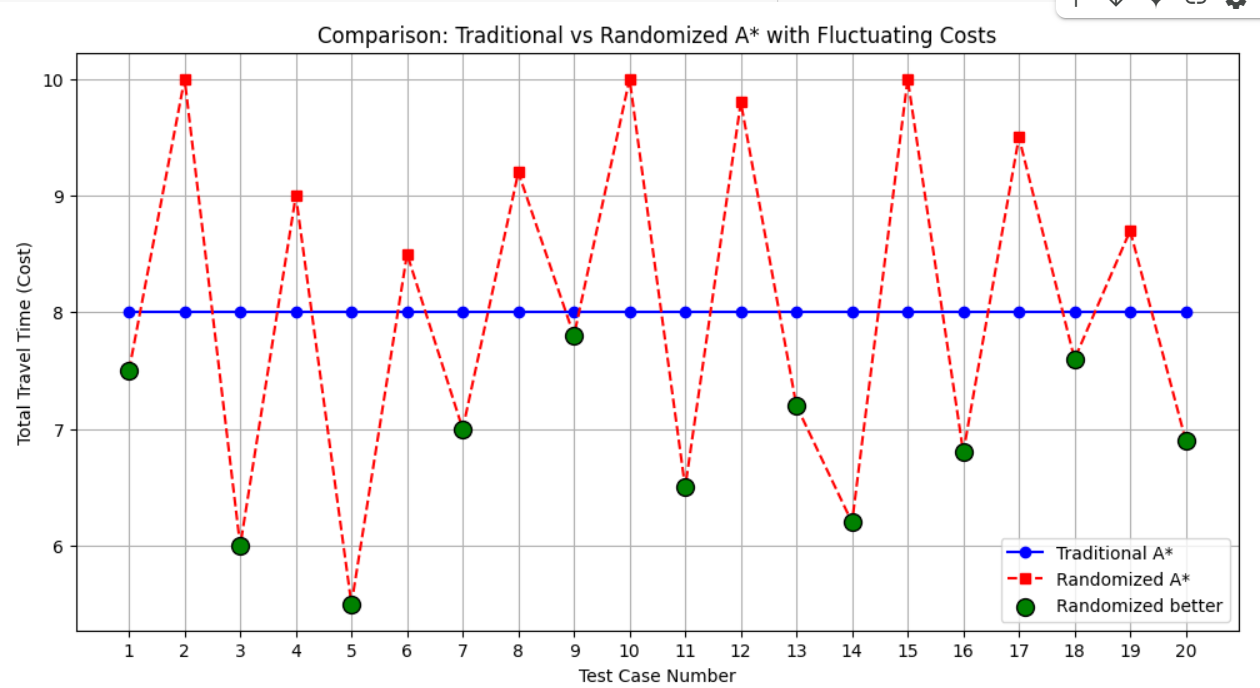 Comparison: Traditional vs Randomized A* with Fluctuating Costs
10
9
8
7
6
Total Travel Time (Cost)
Traditional A*
Randomized A*
Randomized better
1 2 3 4 5 6 7 8 9 10 11 12 13 14 15 16 17 18 19 20
Test Case Number